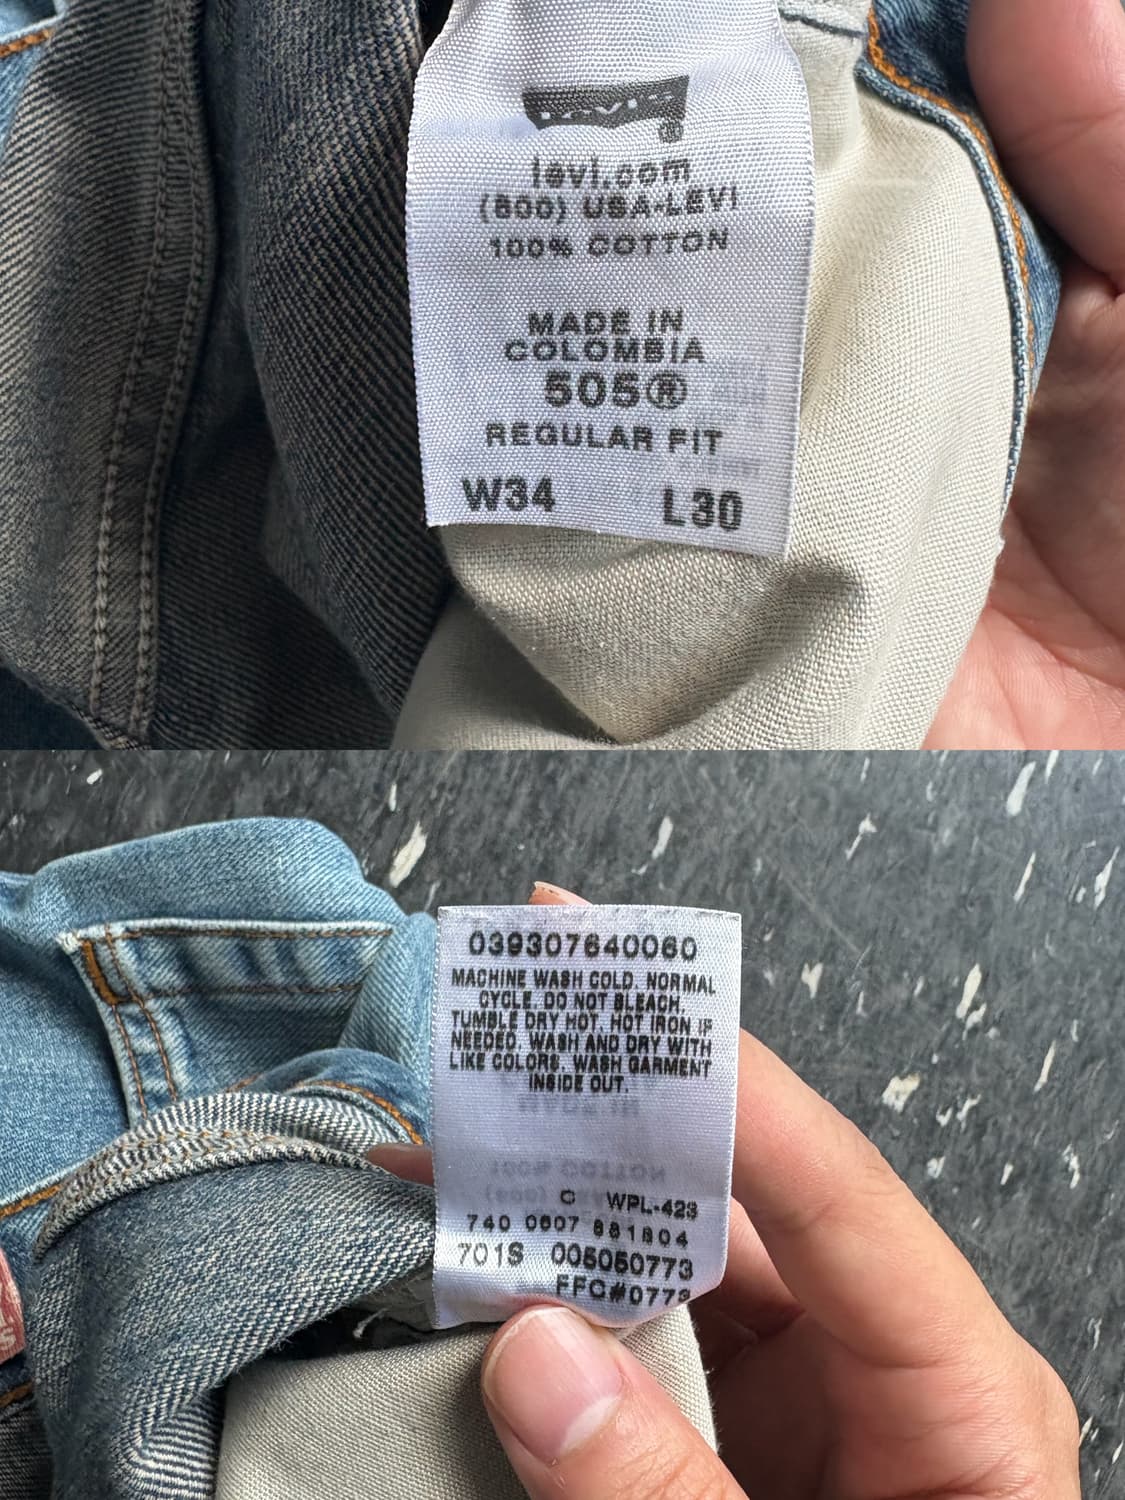 Levi's
®
levi.com
(800) USA-LEVI
100% COTTON
MADE IN
COLOMBIA
505®
REGULAR FIT
W34 L30
039307640060
MACHINE WASH COLD. NORMAL
CYCLE. DO NOT BLEACH.
TUMBLE DRY HOT. HOT IRON IF
NEEDED. WASH AND DRY WITH
LIKE COLORS. WASH GARMENT
INSIDE OUT.
C WPL-423
740 0607 881804
701S 005050773
FFC#0773